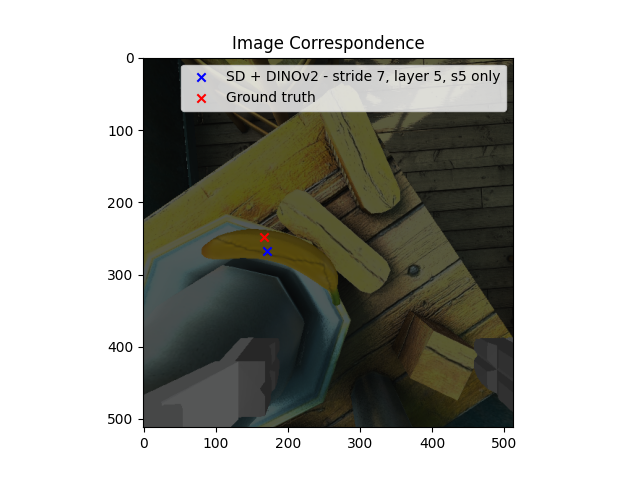 Image Correspondence
SD + DINOv2 - stride 7, layer 5, s5 only
Ground truth
0
100
200
300
400
500
0 100 200 300 400 500